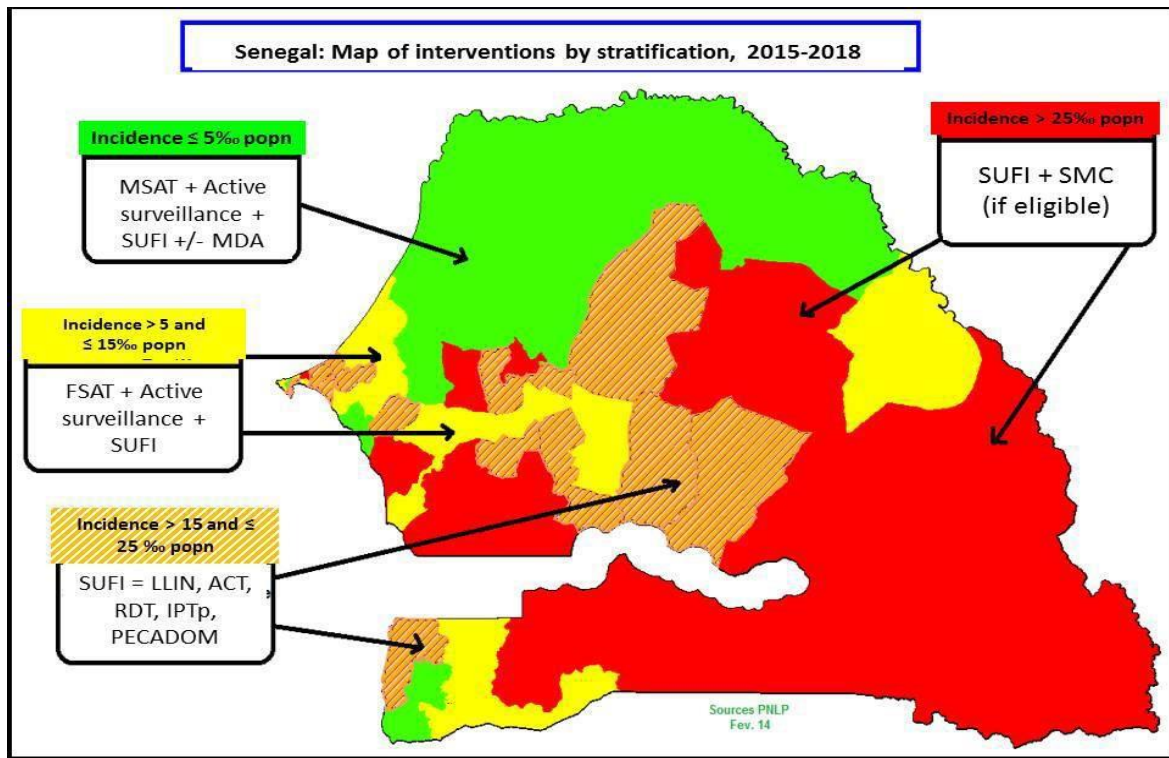 Senegal: Map of interventions by stratification, 2015-2018
Incidence ≤ 5‰ popn
MSAT + Active
surveillance +
SUFI +/- MDA
Incidence > 25‰ popn
SUFI + SMC
(if eligible)
Incidence > 5 and
≤ 15‰ popn
FSAT + Active
surveillance +
SUFI
Incidence > 15 and ≤
25 ‰ popn
SUFI = LLIN, ACT,
RDT, IPTp,
PECADOM
Sources PNLP
Fev. 14